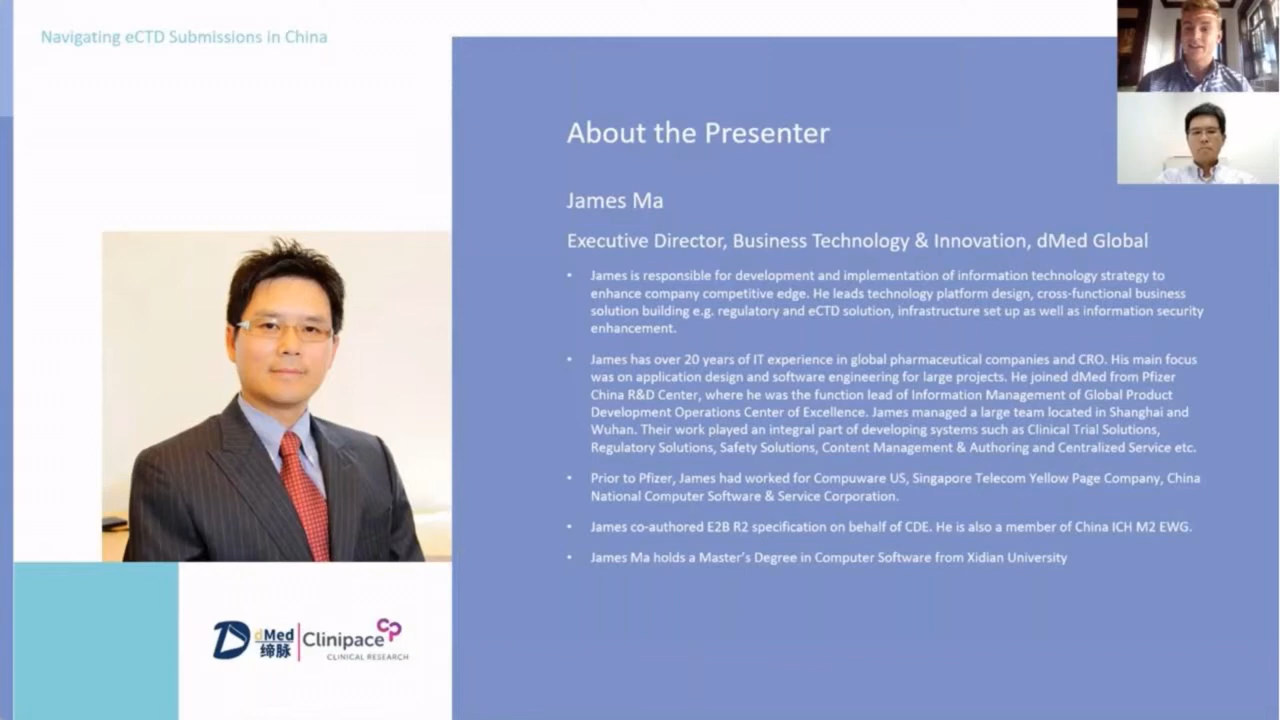 Navigating eCTD Submissions in China
About the Presenter
James Ma
Executive Director, Business Technology & Innovation, dMed Global
• James is responsible for development and implementation of information technology strategy to
enhance company competitive edge. He leads technology platform design, cross-functional business
solution building e.g. regulatory and eCTD solution, infrastructure set up as well as information security
enhancement.
• James has over 20 years of IT experience in global pharmaceutical companies and CRO. His main focus
was on application design and software engineering for large projects. He joined dMed from Pfizer
China R&D Center, where he was the function lead of Information Management of Global Product
Development Operations Center of Excellence. James managed a large team located in Shanghai and
Wuhan. Their work played an integral part of developing systems such as Clinical Trial Solutions,
Regulatory Solutions, Safety Solutions, Content Management & Authoring and Centralized Service etc.
• Prior to Pfizer, James had worked for Compuware US, Singapore Telecom Yellow Page Company, China
National Computer Software & Service Corporation.
• James co-authored E2B R2 specification on behalf of CDE. He is also a member of China ICH M2 EWG.
• James Ma holds a Master's Degree in Computer Software from Xidian University
dMed
缔脉
Clinipace cp
CLINICAL RESEARCH